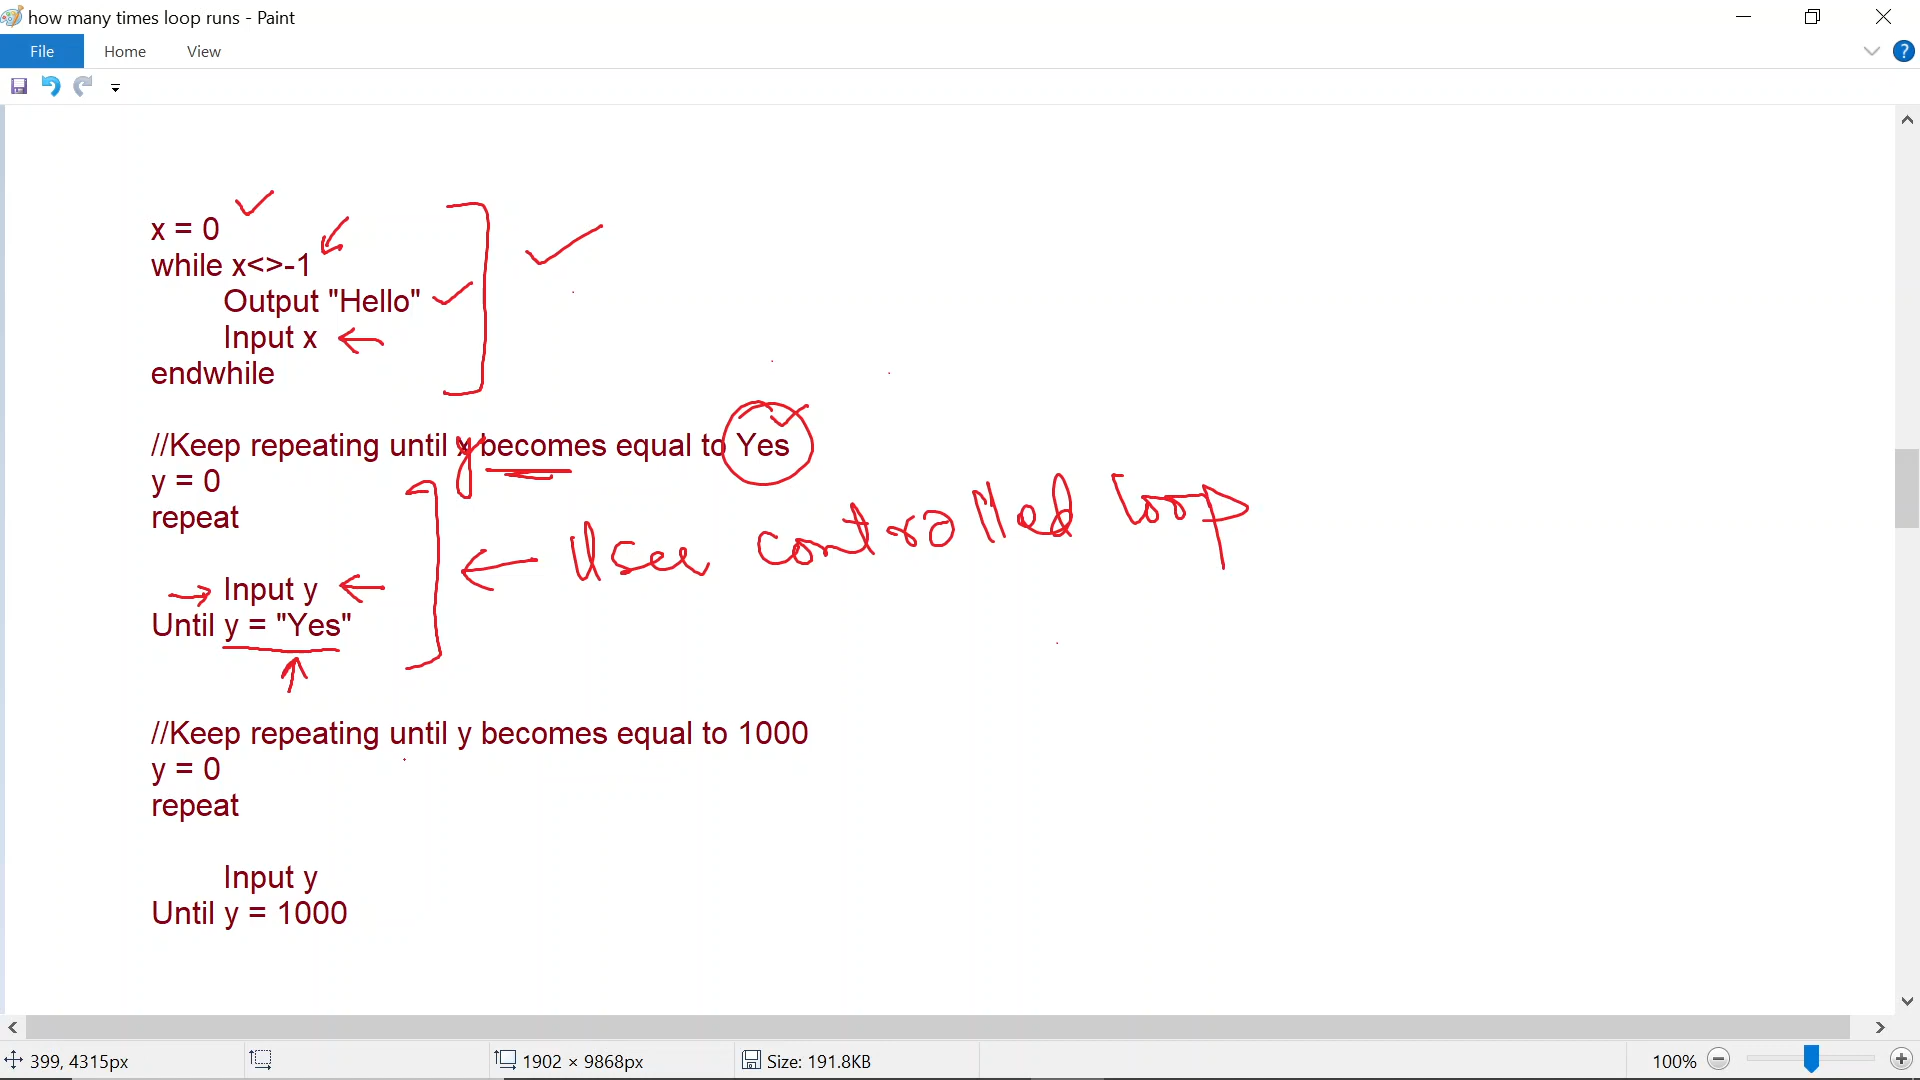 how many times loop runs - Paint
File Home View
x = 0
while x<>-1
Output "Hello"
Input x
endwhile
//Keep repeating until y becomes equal to Yes
y = 0
repeat
User controlled loop
Input y
Until y = "Yes"
//Keep repeating until y becomes equal to 1000
y = 0
repeat
Input y
Until y = 1000
399, 4315px 1902 × 9868px Size: 191.8KB 100%